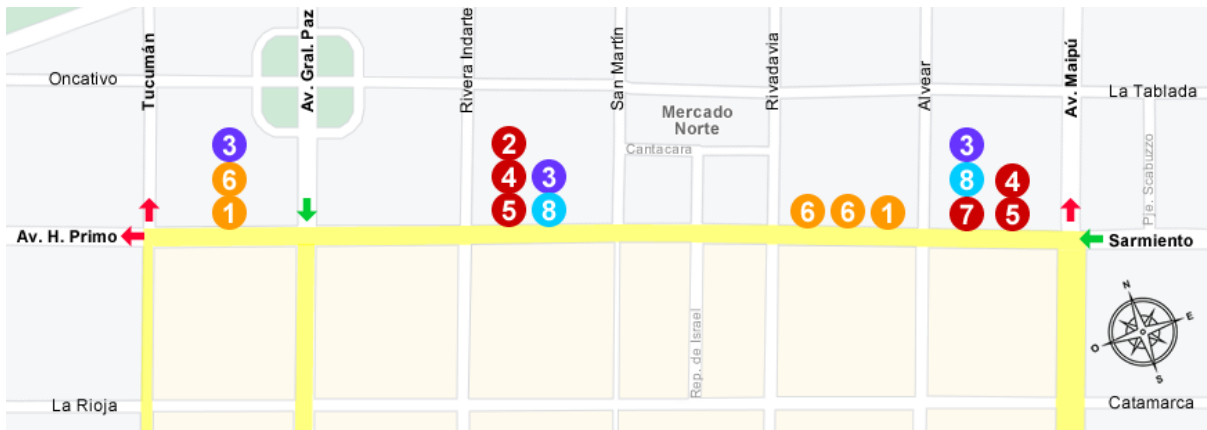 Tucumán
Av. Gral. Paz
Rivera Indarte
San Martín
Rivadavia
Alvear
Av. Maipú
Oncativo
La Tablada
Mercado
Norte
Cantacara
Pje. Scabuzzo
3
6
1
2
4
5
3
8
6
6
1
3
8
7
4
5
Av. H. Primo
Sarmiento
Rep. de Israel
N
E
O
S
La Rioja
Catamarca